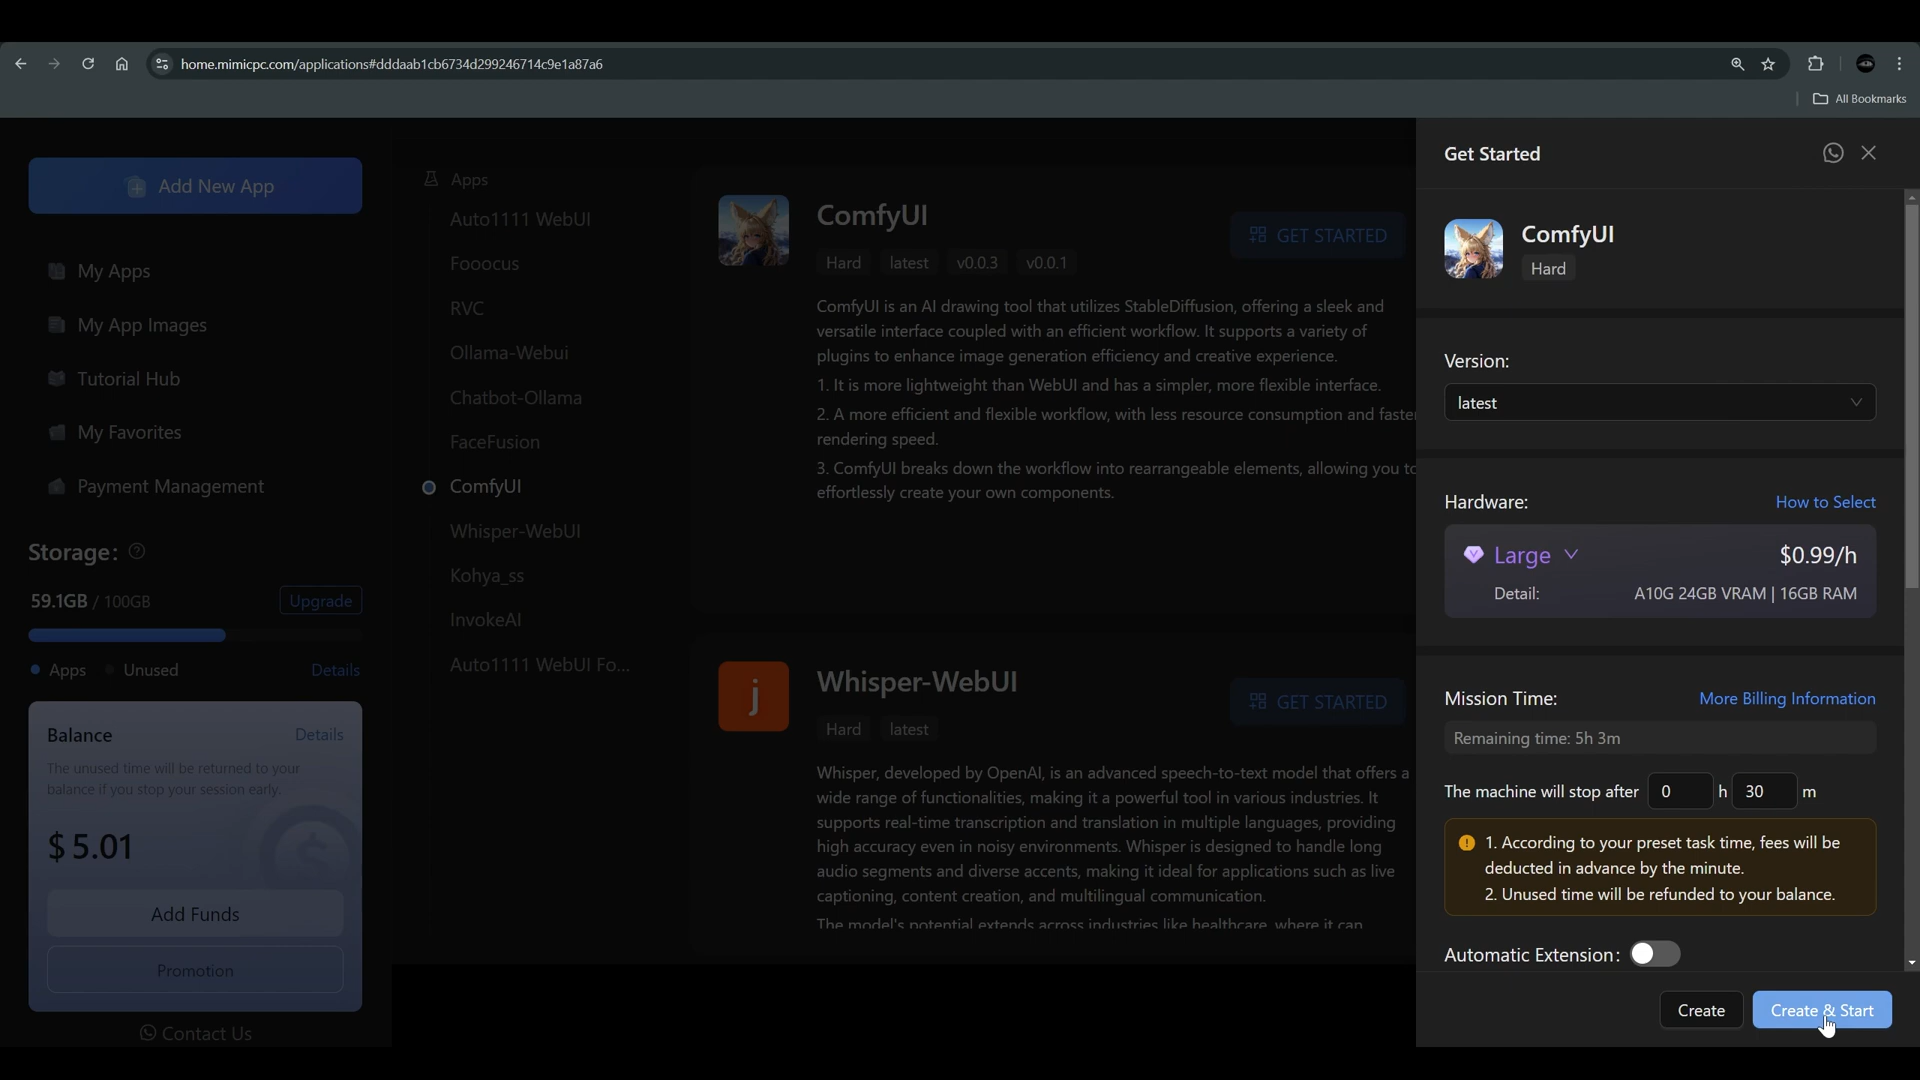 home.mimicpc.com/applications#dddaab1cb6734d299246714c9e1a87a6
All Bookmarks
Add New App
My Apps
My App Images
Tutorial Hub
My Favorites
Payment Management
Storage:
59.1GB / 100GB
Upgrade
Apps
Unused
Details
Balance
Details
The unused time will be returned to your
balance if you stop your session early.
$ 5.01
Add Funds
Promotion
Contact Us
Apps
Auto1111 WebUI
Fooocus
RVC
Ollama-Webui
Chatbot-Ollama
FaceFusion
ComfyUI
Whisper-WebUI
Kohya_ss
InvokeAI
Auto1111 WebUI Fo...
ComfyUI
GET STARTED
Hard latest v0.0.3 v0.0.1
ComfyUI is an AI drawing tool that utilizes StableDiffusion, offering a sleek and
versatile interface coupled with an efficient workflow. It supports a variety of
plugins to enhance image generation efficiency and creative experience.
1. It is more lightweight than WebUI and has a simpler, more flexible interface.
2. A more efficient and flexible workflow, with less resource consumption and faster
rendering speed.
3. ComfyUI breaks down the workflow into rearrangeable elements, allowing you to
effortlessly create your own components.
j
Whisper-WebUI
GET STARTED
Hard latest
Whisper, developed by OpenAI, is an advanced speech-to-text model that offers a
wide range of functionalities, making it a powerful tool in various industries. It
supports real-time transcription and translation in multiple languages, providing
high accuracy even in noisy environments. Whisper is designed to handle long
audio segments and diverse accents, making it ideal for applications such as live
captioning, content creation, and multilingual communication.
The model's potential extends across industries like healthcare, where it can
Get Started
ComfyUI
Hard
Version:
latest
Hardware:
How to Select
Large
$0.99/h
Detail:
A10G 24GB VRAM | 16GB RAM
Mission Time:
More Billing Information
Remaining time: 5h 3m
The machine will stop after 0 h 30 m
1. According to your preset task time, fees will be
deducted in advance by the minute.
2. Unused time will be refunded to your balance.
Automatic Extension:
Create
Create & Start